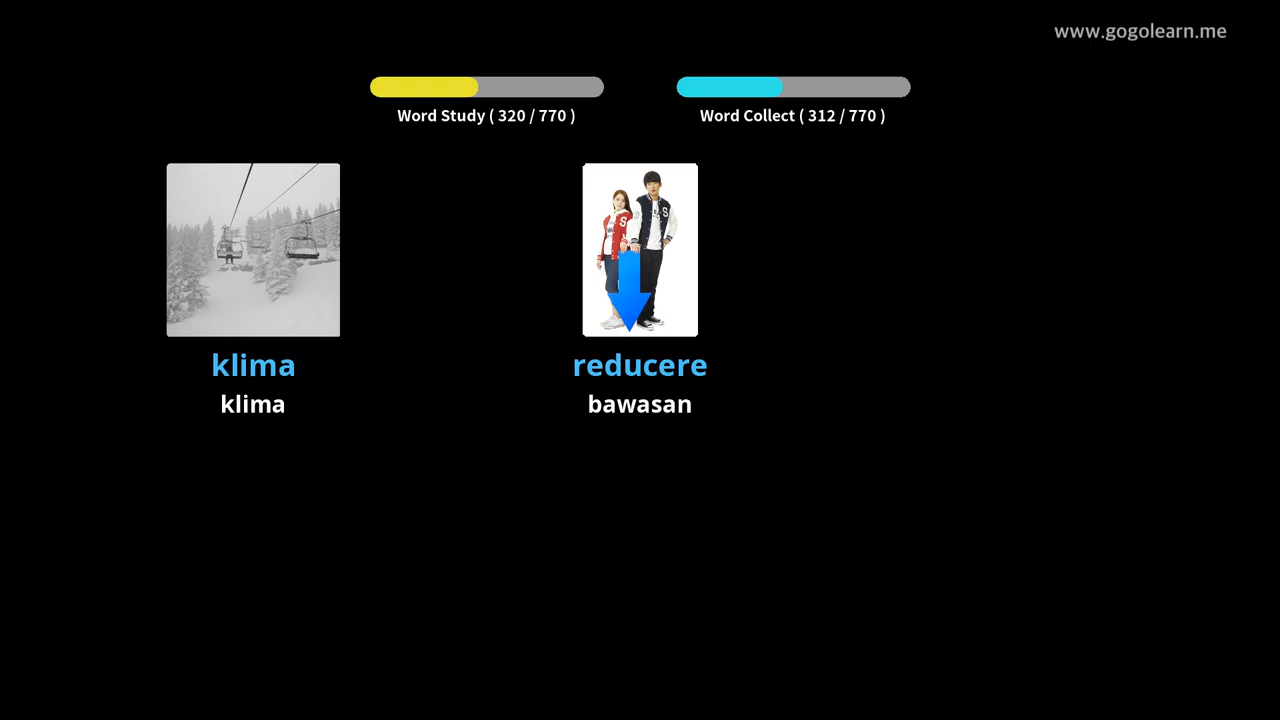 www.gogolearn.me
Word Study ( 320 / 770 )
Word Collect ( 312 / 770 )
S
S
klima
klima
reducere
bawasan